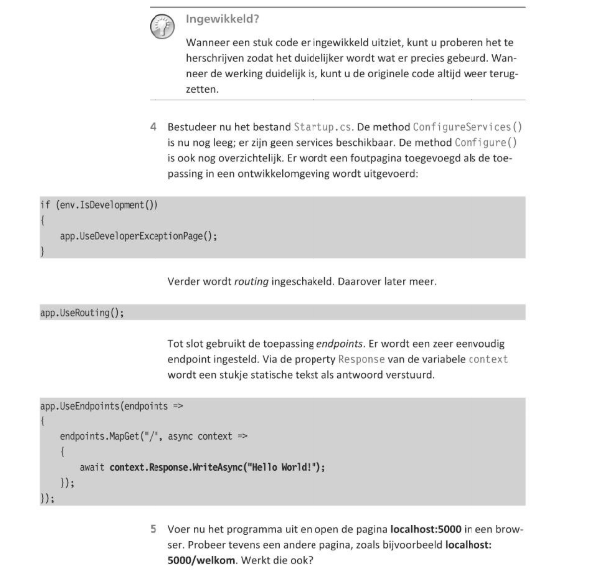 Ingewikkeld?
Wanneer een stuk code er ingewikkeld uitziet, kunt u proberen het te
herschrijven zodat het duidelijker wordt wat er precies gebeurd. Wan-
neer de werking duidelijk is, kunt u de originele code altijd weer terug-
zetten.
4 Bestudeer nu het bestand Startup.cs. De method ConfigureServices()
is nu nog leeg; er zijn geen services beschikbaar. De method Configure()
is ook nog overzichtelijk. Er wordt een foutpagina toegevoegd als de toe-
passing in een ontwikkelomgeving wordt uitgevoerd:
if (env.IsDevelopment())
{
app.UseDeveloperExceptionPage();
}
Verder wordt routing ingeschakeld. Daarover later meer.
app.UseRouting();
Tot slot gebruikt de toepassing endpoints. Er wordt een zeer eenvoudig
endpoint ingesteld. Via de property Response van de variabele context
wordt een stukje statische tekst als antwoord verstuurd.
app.UseEndpoints(endpoints =>
{
endpoints.MapGet("/", async context =>
{
await context.Response.WriteAsync("Hello World!");
});
});
5 Voer nu het programma uit en open de pagina localhost:5000 in een brow-
ser. Probeer tevens een andere pagina, zoals bijvoorbeeld localhost:
5000/welkom. Werkt die ook?